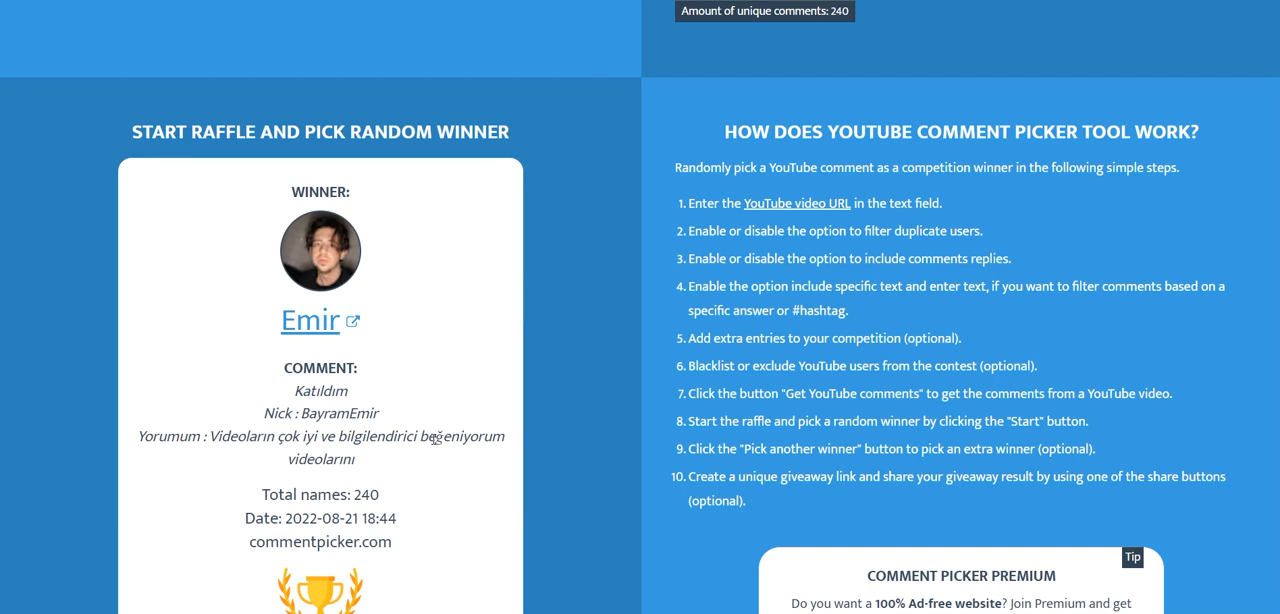 Amount of unique comments: 240
START RAFFLE AND PICK RANDOM WINNER
WINNER:
Emir
COMMENT:
Katıldım
Nick : BayramEmir
Yorumum : Videoların çok iyi ve bilgilendirici beğeniyorum
videolarını
Total names: 240
Date: 2022-08-21 18:44
commentpicker.com
HOW DOES YOUTUBE COMMENT PICKER TOOL WORK?
Randomly pick a YouTube comment as a competition winner in the following simple steps.
1. Enter the YouTube video URL in the text field.
2. Enable or disable the option to filter duplicate users.
3. Enable or disable the option to include comments replies.
4. Enable the option include specific text and enter text, if you want to filter comments based on a
specific answer or #hashtag.
5. Add extra entries to your competition (optional).
6. Blacklist or exclude YouTube users from the contest (optional).
7. Click the button "Get YouTube comments" to get the comments from a YouTube video.
8. Start the raffle and pick a random winner by clicking the "Start" button.
9. Click the "Pick another winner" button to pick an extra winner (optional).
10. Create a unique giveaway link and share your giveaway result by using one of the share buttons
(optional).
Tip
COMMENT PICKER PREMIUM
Do you want a 100% Ad-free website? Join Premium and get